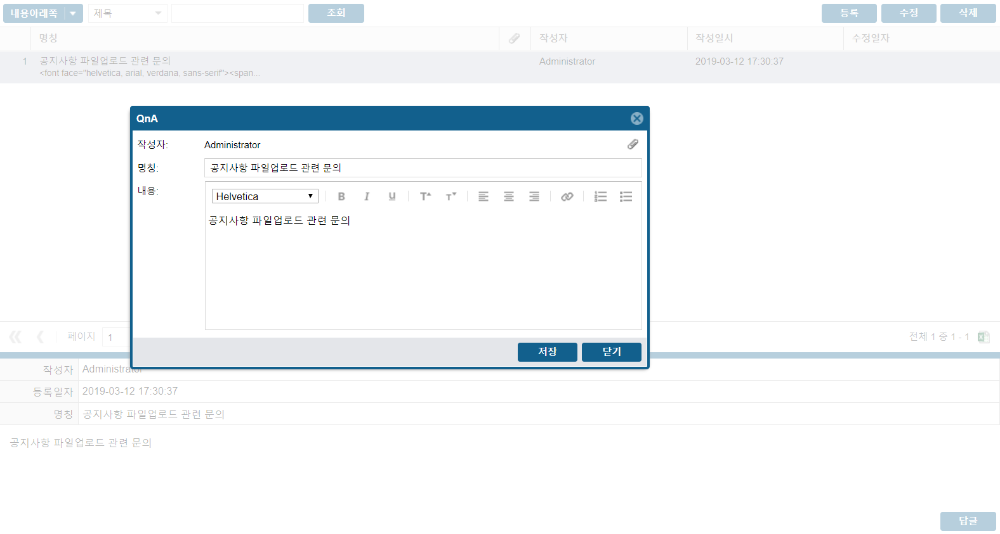 내용아래쪽 제목 조회 등록 수정 삭제
명칭 작성자 작성일시 수정일자
1 공지사항 파일업로드 관련 문의 Administrator 2019-03-12 17:30:37
<font face="helvetica, arial, verdana, sans-serif"><span...
QnA
작성자: Administrator
명칭: 공지사항 파일업로드 관련 문의
내용:
Helvetica B I U T T
공지사항 파일업로드 관련 문의
저장 닫기
페이지 1 전체 1 중 1 - 1
작성자 Administrator
등록일자 2019-03-12 17:30:37
명칭 공지사항 파일업로드 관련 문의
공지사항 파일업로드 관련 문의
답글